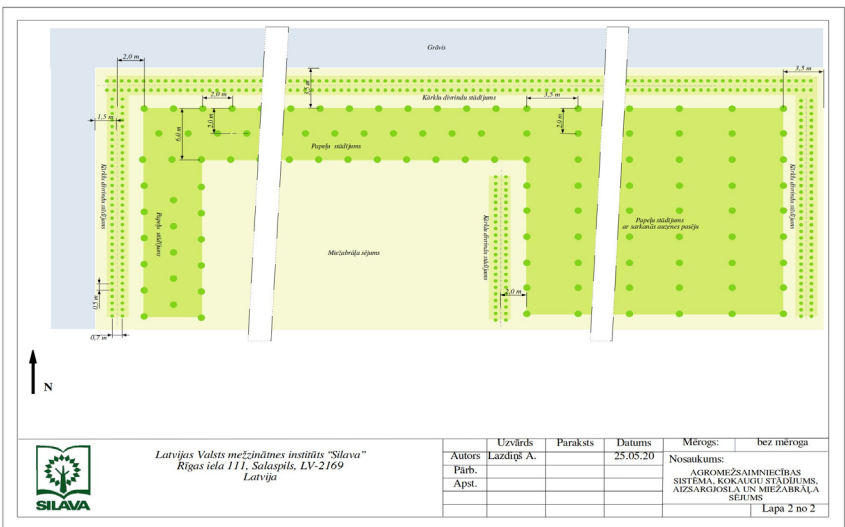 Grāvis
2,0 m
3,5 m
2,0 m
Kārklu divrindu stādījums
3,5 m
1,5 m
6,0 m
2,0 m
2,0 m
Papeļu stādījums
Kārklu divrindu stādījums
Papeļu stādījums
Miežabrāļa sējums
Kārklu divrindu stādījums
Papeļu stādījums
ar sarkanās auzenes pasēju
Kārklu divrindu stādījums
2,0 m
0,5 m
0,7 m
N
SILAVA
Latvijas Valsts mežzinātnes institūts “Silava”
Rīgas iela 111, Salaspils, LV-2169
Latvija
Uzvārds Paraksts Datums
Autors Lazdiņš A. 25.05.20
Pārb.
Apst.
Mērogs: bez mēroga
Nosaukums:
AGROMEŽSAIMNIECĪBAS
SISTĒMA, KOKAUGU STĀDĪJUMS,
AIZSARGJOSLA UN MIEŽABRĀĻA
SĒJUMS
Lapa 2 no 2